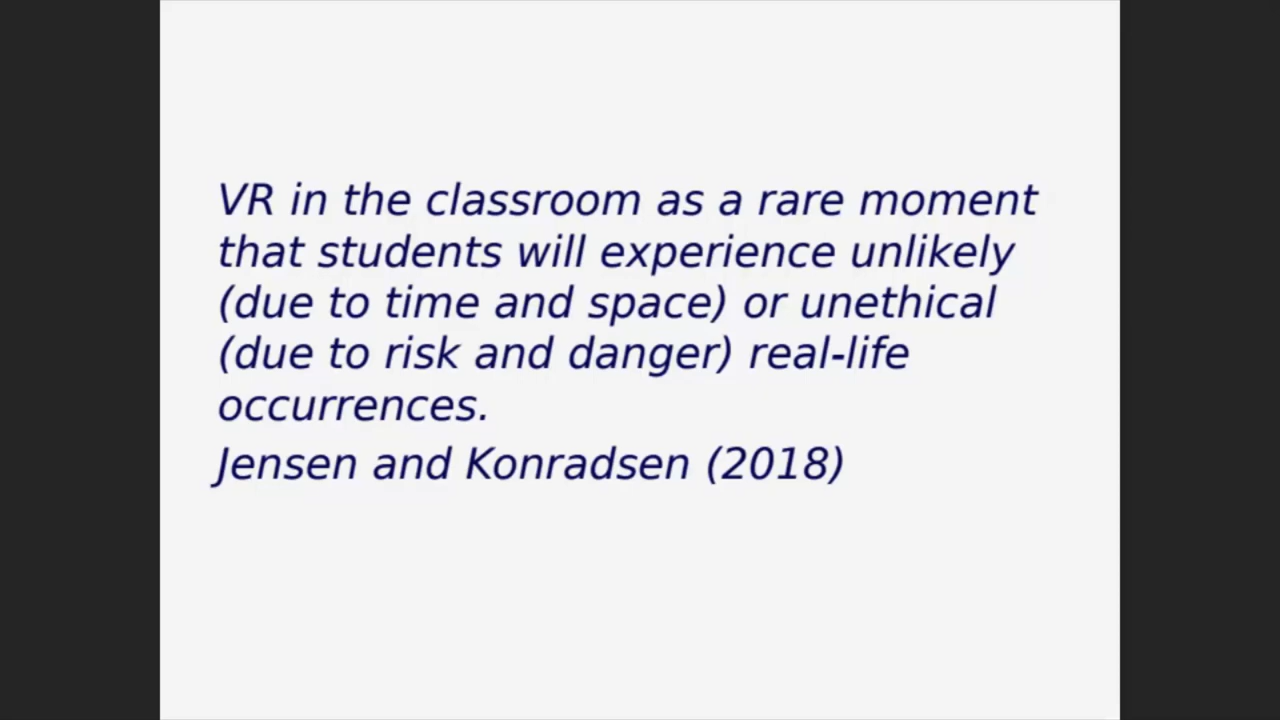 VR in the classroom as a rare moment
that students will experience unlikely
(due to time and space) or unethical
(due to risk and danger) real-life
occurrences.
Jensen and Konradsen (2018)